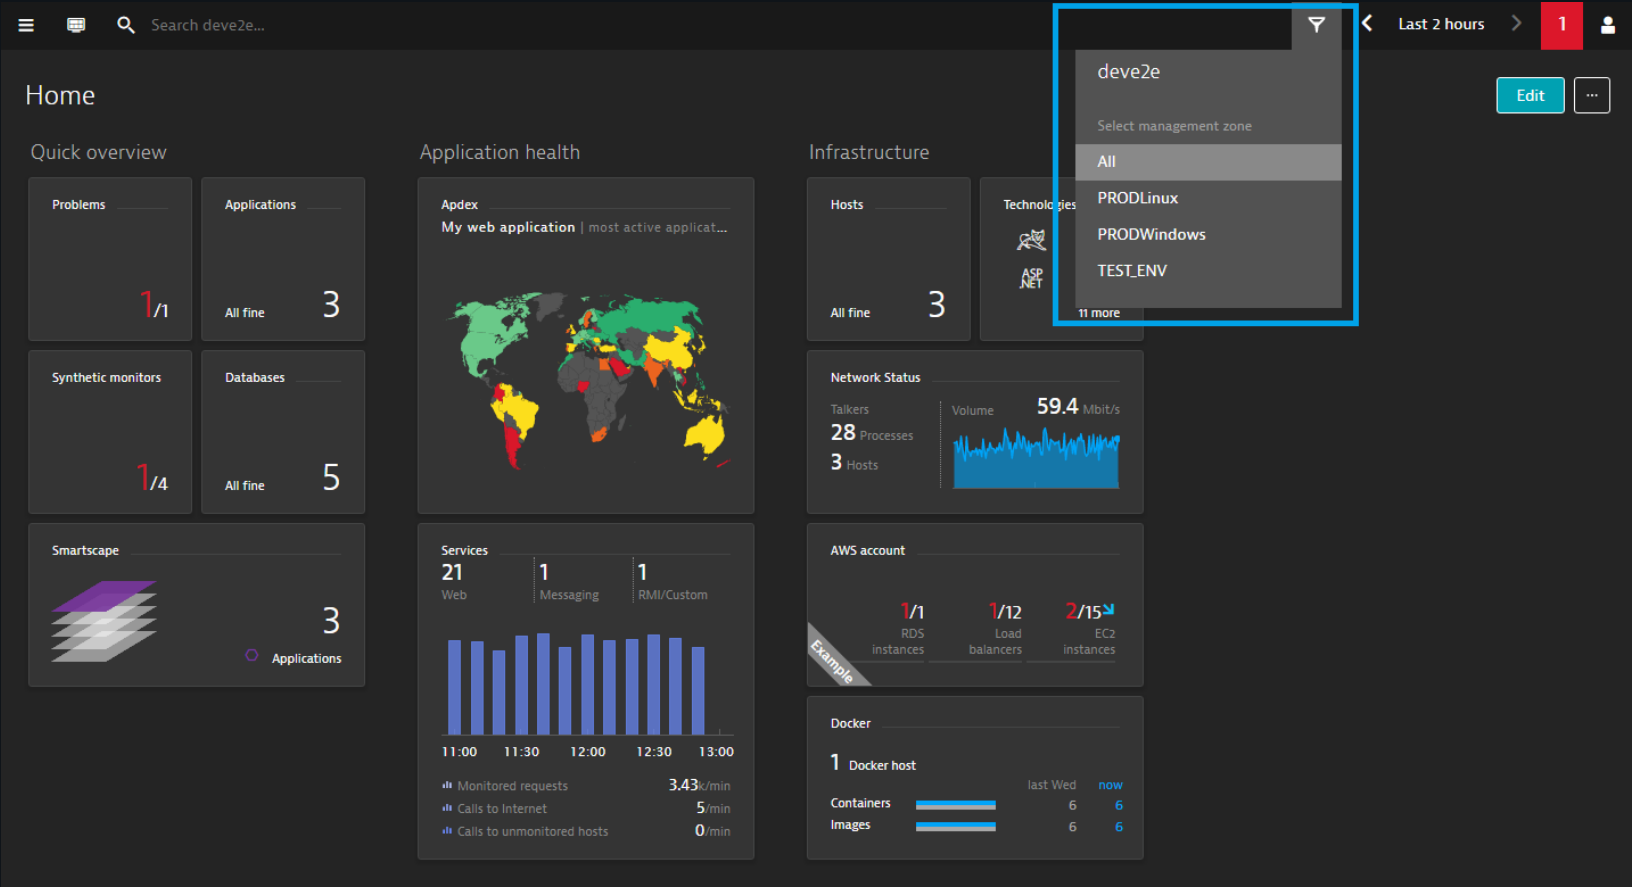 Search deve2e...
Last 2 hours
1
deve2e
Select management zone
All
PRODLinux
PRODWindows
TEST_ENV
Home
Edit
...
Quick overview
Problems
1/1
Applications
All fine
3
Synthetic monitors
1/4
Databases
All fine
5
Smartscape
3
Applications
Application health
Apdex
My web application | most active applicat...
Services
21
Web
1
Messaging
1
RMI/Custom
11:00 11:30 12:00 12:30 13:00
Monitored requests 3.43k/min
Calls to Internet 5/min
Calls to unmonitored hosts 0/min
Infrastructure
Hosts
All fine
3
Technologies
ASP
.NET
11 more
Network Status
Talkers
28 Processes
3 Hosts
Volume 59.4 Mbit/s
AWS account
1/1
RDS
instances
1/12
Load
balancers
2/15
EC2
instances
Example
Docker
1 Docker host
last Wed now
Containers 6 6
Images 6 6